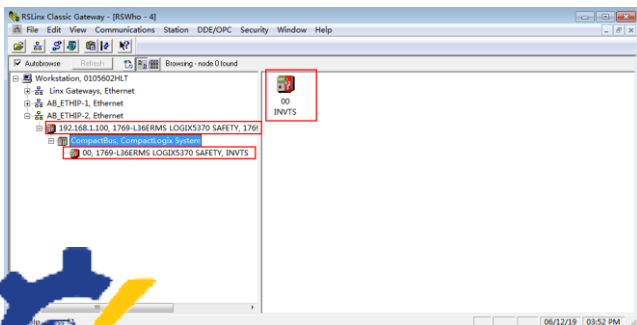 RSLinx Classic Gateway - [RSWho - 4]
File Edit View Communications Station DDE/OPC Security Window Help
Autobrowse Refresh Browsing - node 0 found
Workstation, 0105602HLT
Linx Gateways, Ethernet
AB_ETHIP-1, Ethernet
AB_ETHIP-2, Ethernet
192.168.1.100, 1769-L36ERMS LOGIX5370 SAFETY, 1769
CompactBus, CompactLogix System
00, 1769-L36ERMS LOGIX5370 SAFETY, INVTS
00
INVTS
06/12/19 03:52 PM